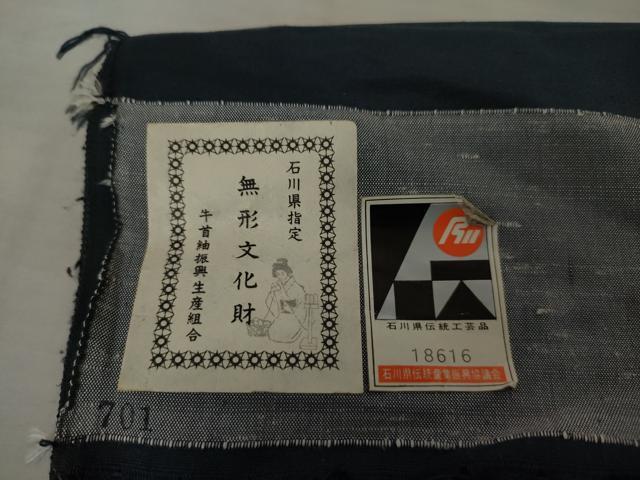 石川県指定
無形文化財
牛首紬振興生産組合
石川
石川県伝統工芸品
18616
石川県伝統産業振興協議会
701